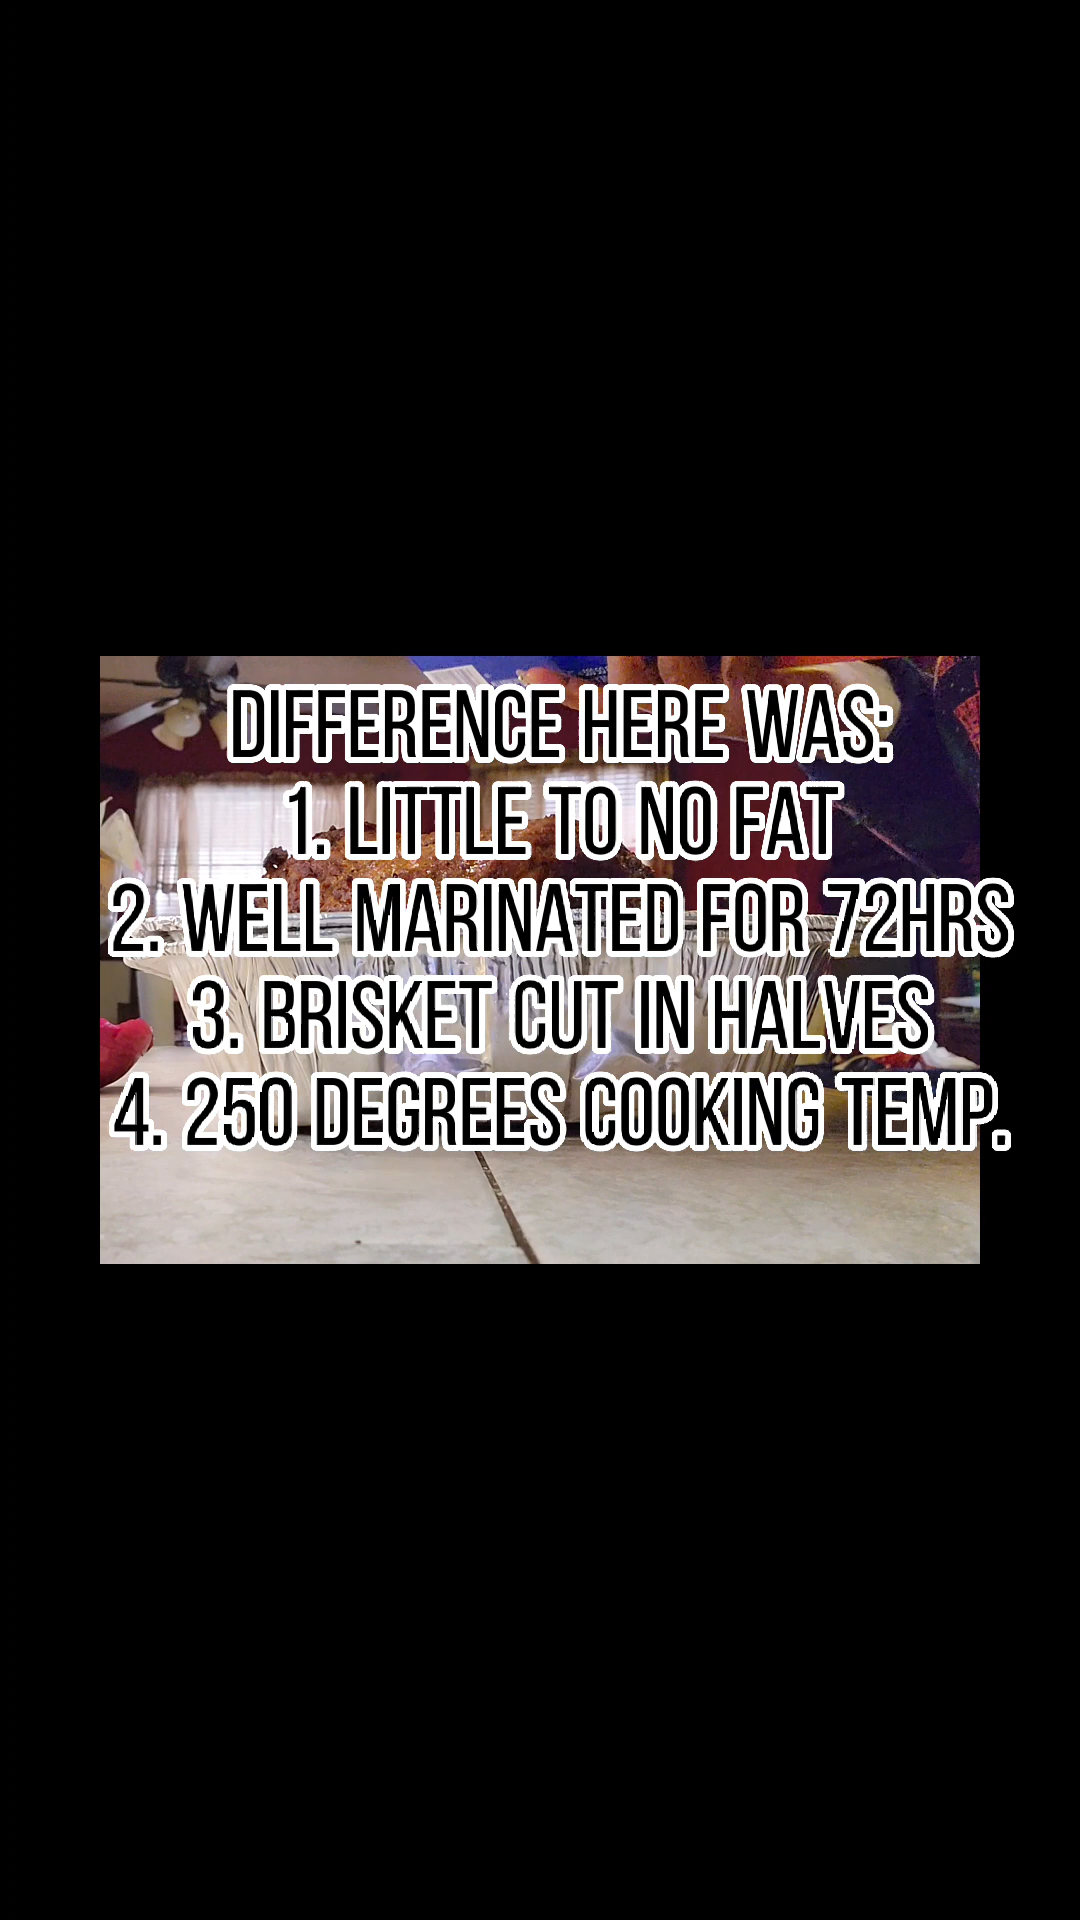 DIFFERENCE HERE WAS:
1. LITTLE TO NO FAT
2. WELL MARINATED FOR 72HRS
3. BRISKET CUT IN HALVES
4. 250 DEGREES COOKING TEMP.